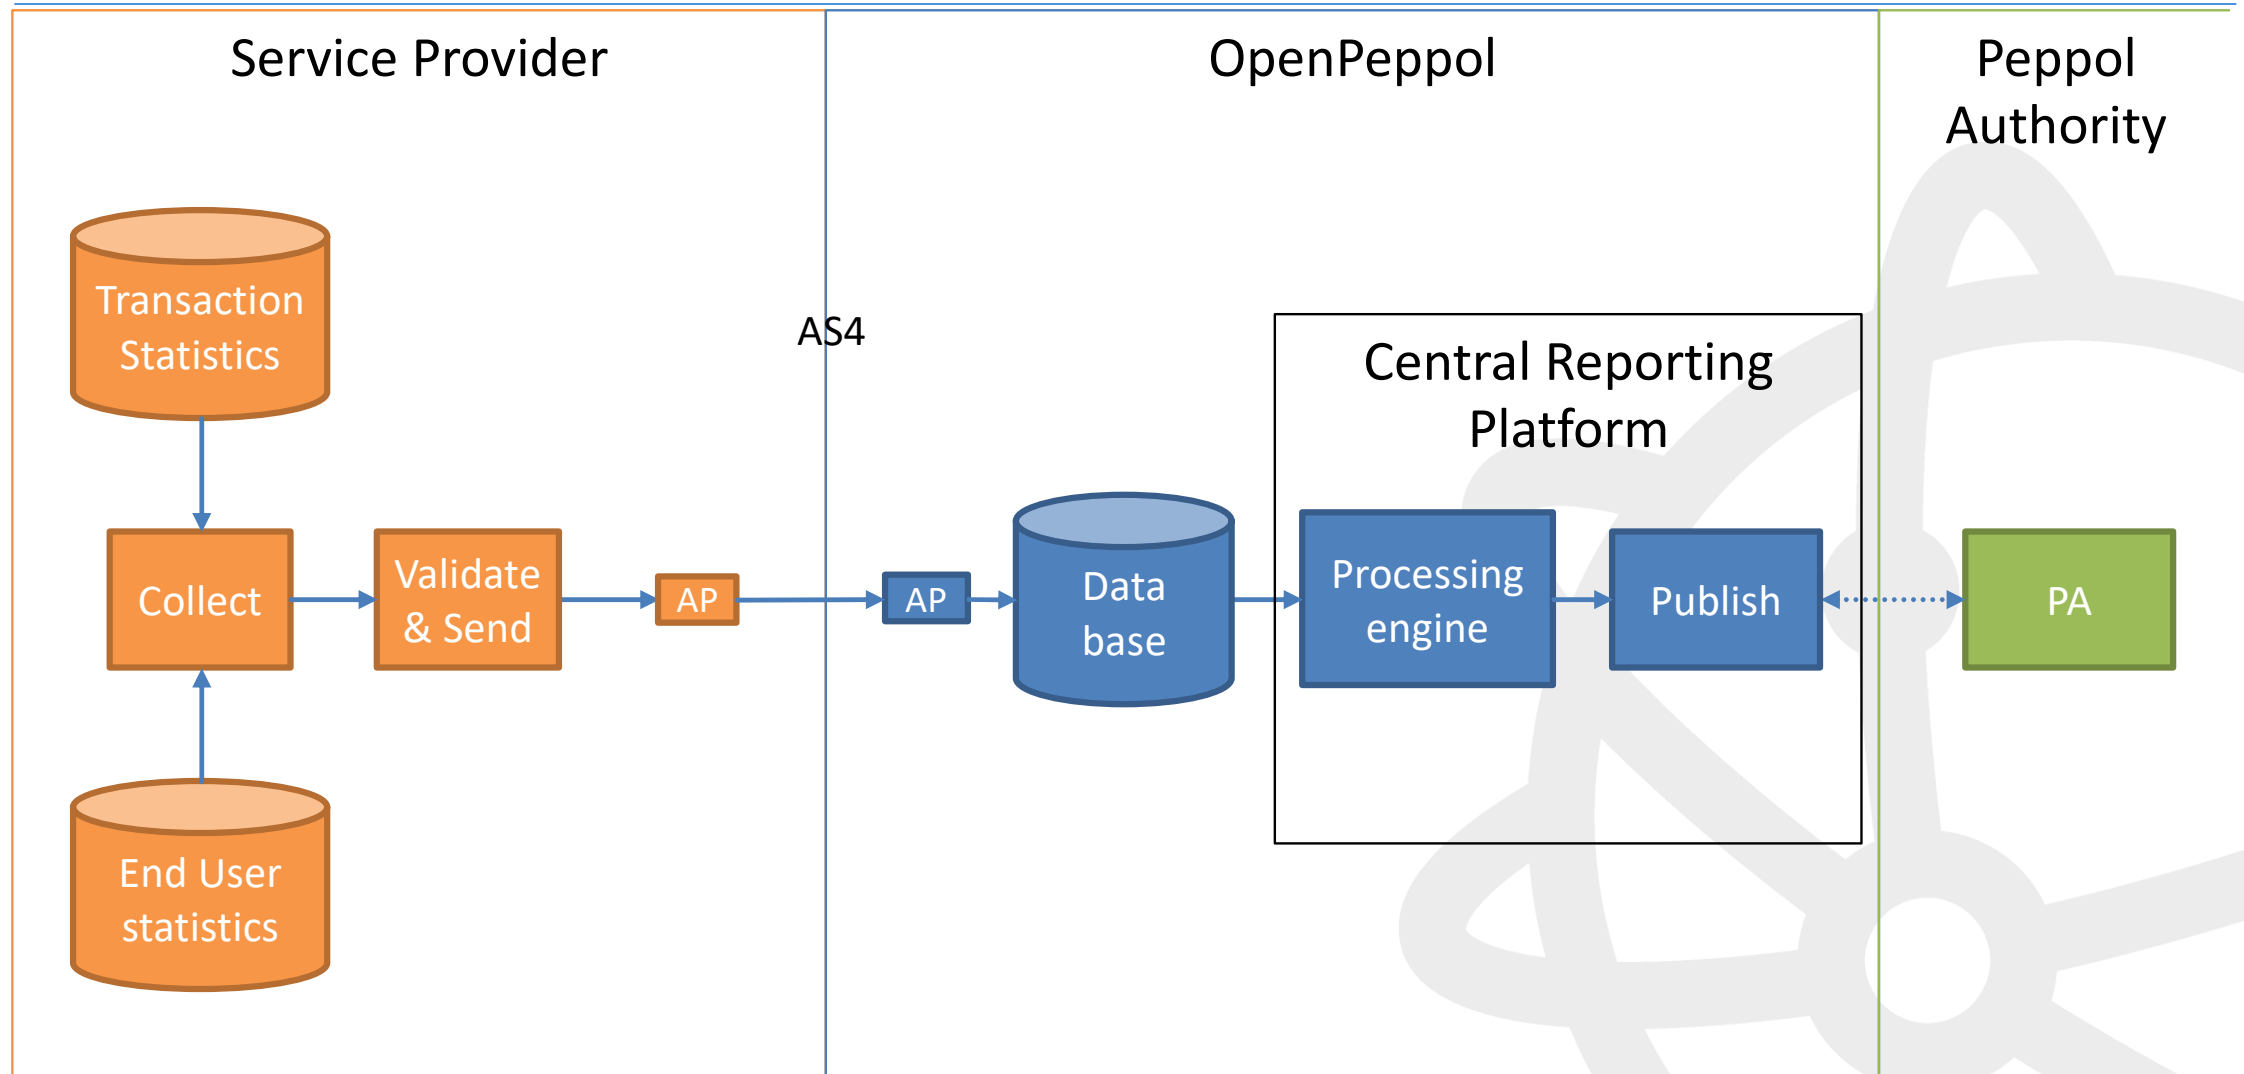 Service Provider
OpenPeppol
Peppol
Authority
Transaction
Statistics
AS4
Central Reporting
Platform
Collect
Validate
& Send
AP
AP
Data
base
Processing
engine
Publish
PA
End User
statistics